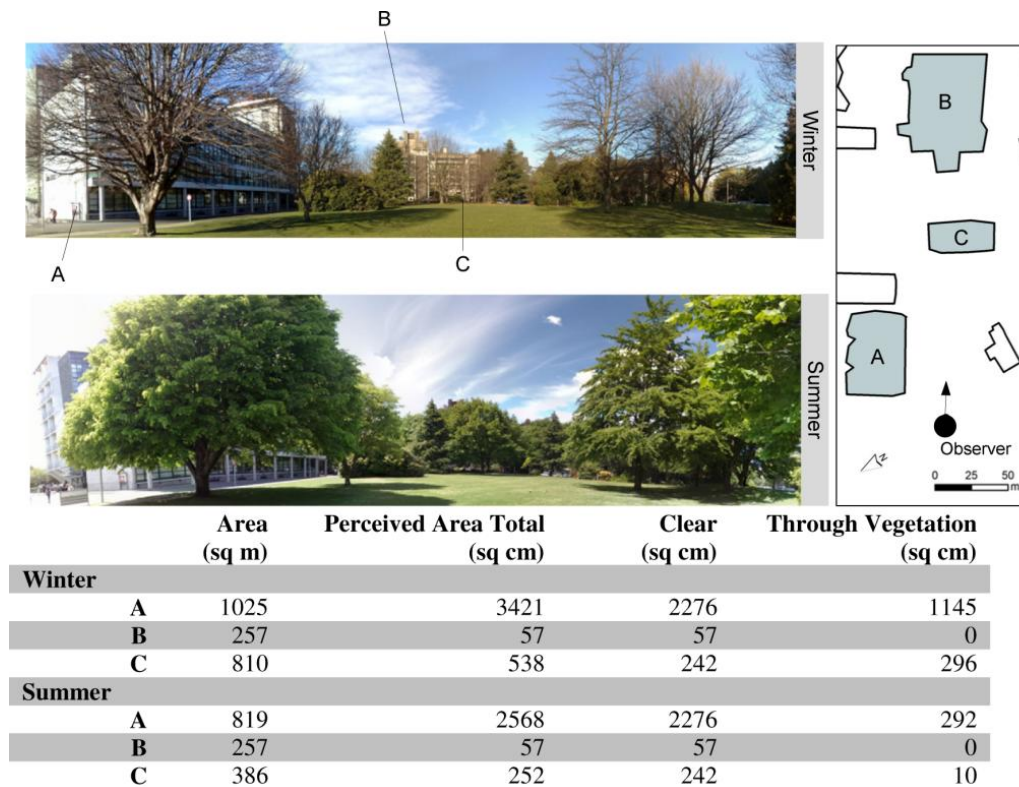 B
Winter
A
C
Summer
B
C
A
Observer
N
0 25 50
m
Area Perceived Area Total Clear Through Vegetation
(sq m) (sq cm) (sq cm) (sq cm)
Winter
A 1025 3421 2276 1145
B 257 57 57 0
C 810 538 242 296
Summer
A 819 2568 2276 292
B 257 57 57 0
C 386 252 242 10